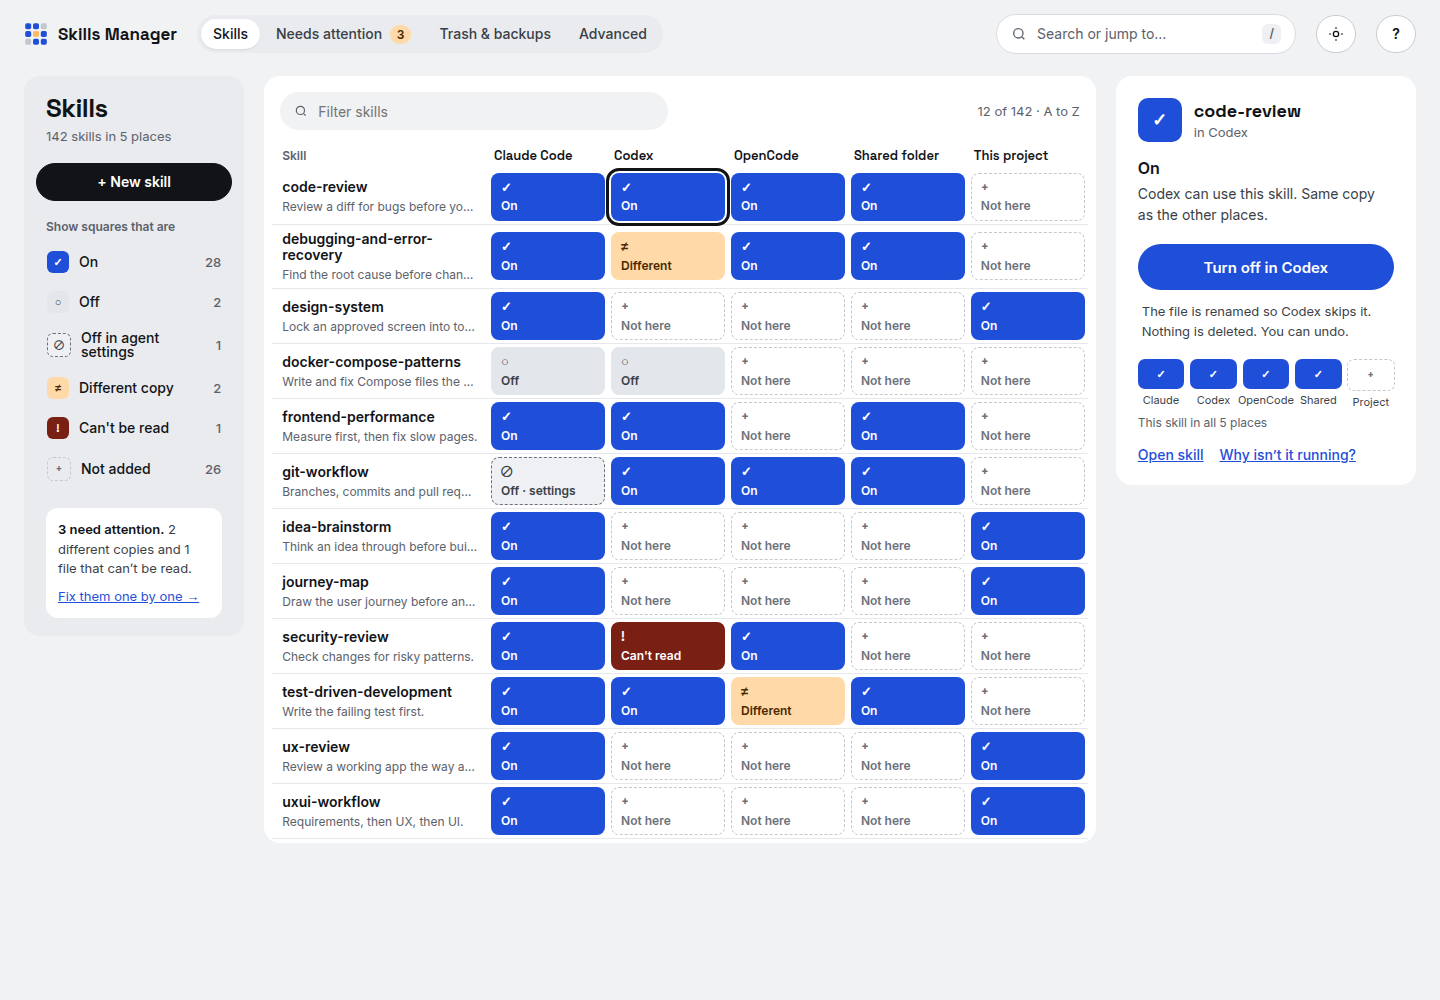 Skills Manager
Skills
Needs attention 3
Trash & backups
Advanced
Search or jump to...
/
?
Skills
142 skills in 5 places
+ New skill
Show squares that are
✓ On 28
○ Off 2
⊘ Off in agent
settings 1
≠ Different copy 2
! Can't be read 1
+ Not added 26
3 need attention. 2
different copies and 1
file that can't be read.
Fix them one by one →
Filter skills
12 of 142 · A to Z
Skill Claude Code Codex OpenCode Shared folder This project
code-review
Review a diff for bugs before yo...
✓ ✓ ✓ ✓ +
On On On On Not here
debugging-and-error-
recovery
Find the root cause before chan...
✓ ≠ ✓ ✓ +
On Different On On Not here
design-system
Lock an approved screen into to...
✓ + + + ✓
On Not here Not here Not here On
docker-compose-patterns
Write and fix Compose files the ...
○ ○ + + +
Off Off Not here Not here Not here
frontend-performance
Measure first, then fix slow pages.
✓ ✓ + ✓ +
On On Not here On Not here
git-workflow
Branches, commits and pull req...
⊘ ✓ ✓ ✓ +
Off · settings On On On Not here
idea-brainstorm
Think an idea through before bui...
✓ + + + ✓
On Not here Not here Not here On
journey-map
Draw the user journey before an...
✓ + + + ✓
On Not here Not here Not here On
security-review
Check changes for risky patterns.
✓ ! ✓ + +
On Can't read On Not here Not here
test-driven-development
Write the failing test first.
✓ ✓ ≠ ✓ +
On On Different On Not here
ux-review
Review a working app the way a...
✓ + + + ✓
On Not here Not here Not here On
uxui-workflow
Requirements, then UX, then UI.
✓ + + + ✓
On Not here Not here Not here On
✓
code-review
in Codex
On
Codex can use this skill. Same copy
as the other places.
Turn off in Codex
The file is renamed so Codex skips it.
Nothing is deleted. You can undo.
✓ ✓ ✓ ✓ +
Claude Codex OpenCode Shared Project
This skill in all 5 places
Open skill Why isn't it running?